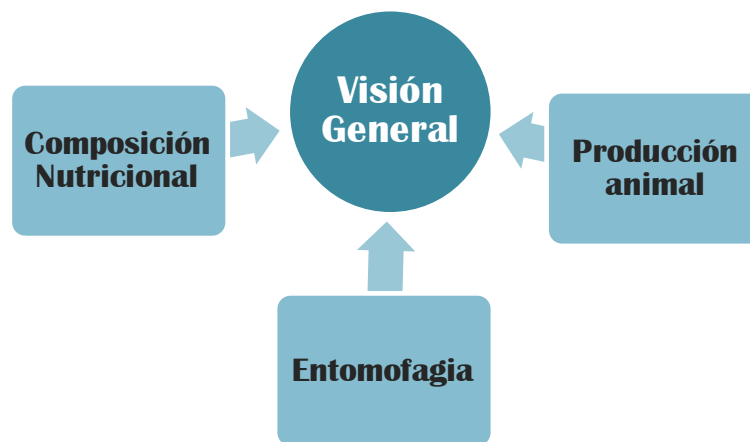 Visión
General
Composición
Nutricional
Producción
animal
Entomofagia